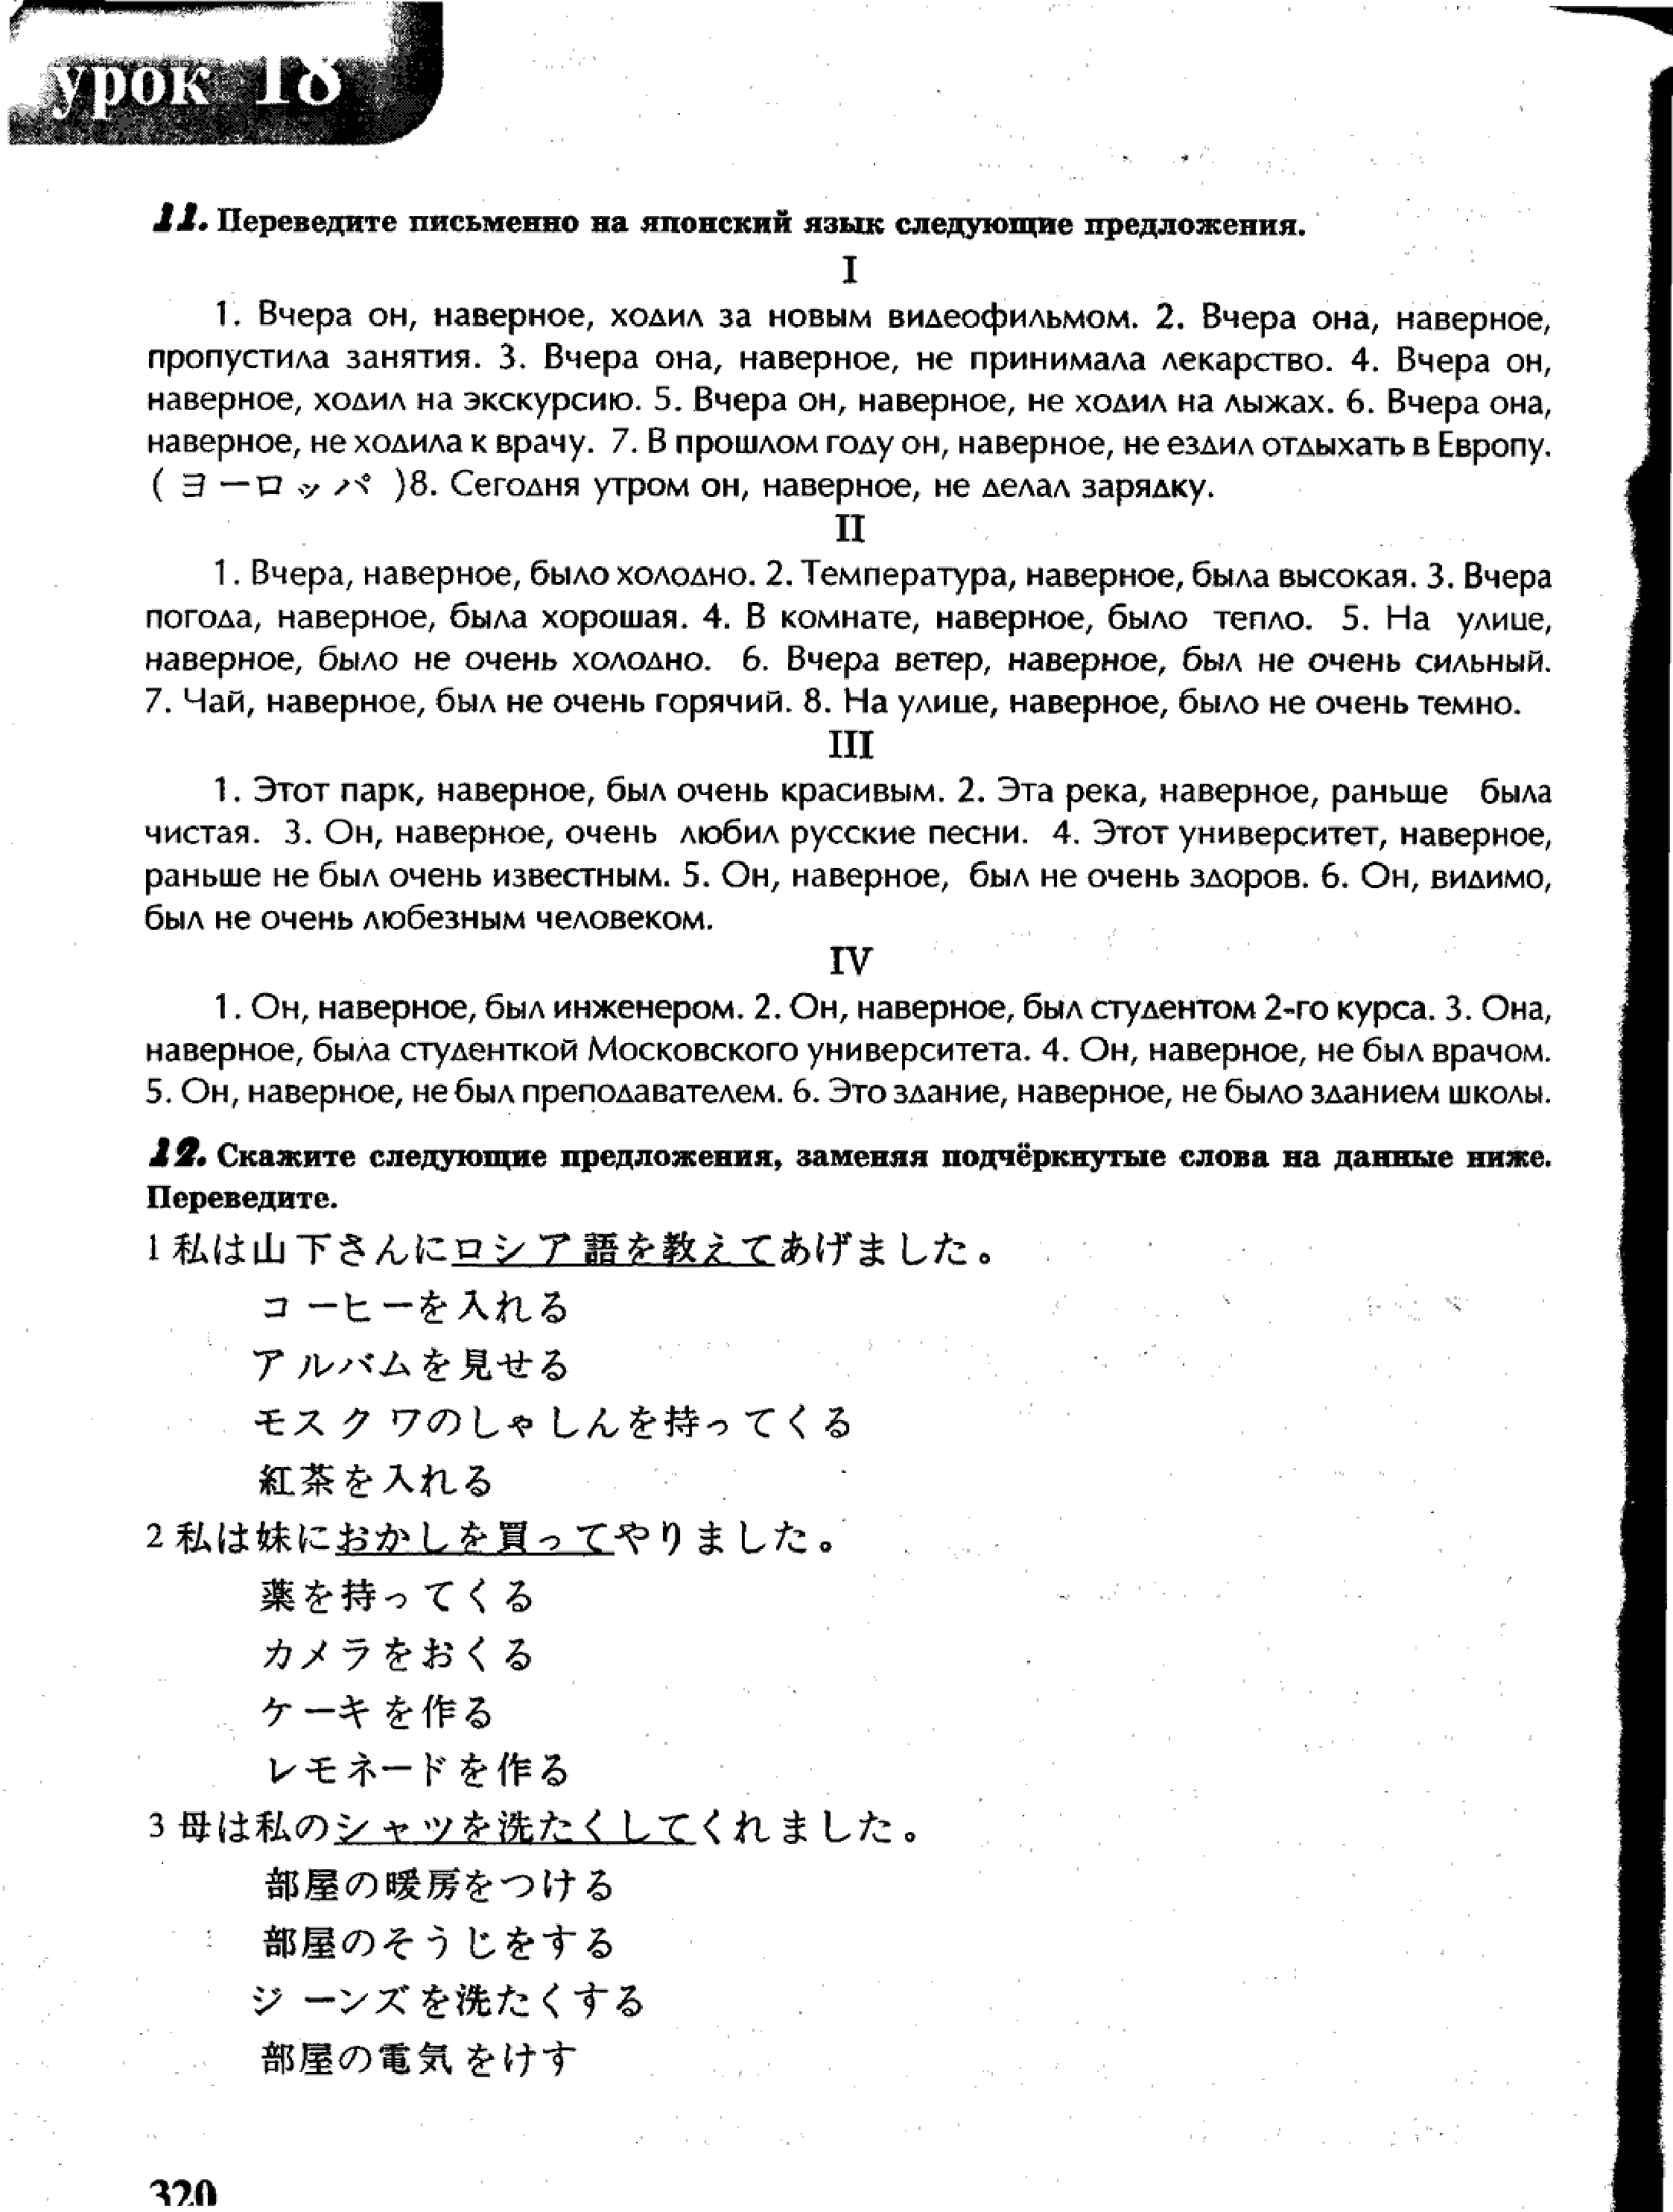 урок 18
11. Переведите письменно на японский язык следующие предложения.
I
1. Вчера он, наверное, ходил за новым видеофильмом. 2. Вчера она, наверное,
пропустила занятия. 3. Вчера она, наверное, не принимала лекарство. 4. Вчера он,
наверное, ходил на экскурсию. 5. Вчера он, наверное, не ходил на лыжах. 6. Вчера она,
наверное, не ходила к врачу. 7. В прошлом году он, наверное, не ездил отдыхать в Европу.
(ヨーロッパ)8. Сегодня утром он, наверное, не делал зарядку.
II
1. Вчера, наверное, было холодно. 2. Температура, наверное, была высокая. 3. Вчера
погода, наверное, была хорошая. 4. В комнате, наверное, было тепло. 5. На улице,
наверное, было не очень холодно. 6. Вчера ветер, наверное, был не очень сильный.
7. Чай, наверное, был не очень горячий. 8. На улице, наверное, было не очень темно.
III
1. Этот парк, наверное, был очень красивым. 2. Эта река, наверное, раньше была
чистая. 3. Он, наверное, очень любил русские песни. 4. Этот университет, наверное,
раньше не был очень известным. 5. Он, наверное, был не очень здоров. 6. Он, видимо,
был не очень любезным человеком.
IV
1. Он, наверное, был инженером. 2. Он, наверное, был студентом 2-го курса. 3. Она,
наверное, была студенткой Московского университета. 4. Он, наверное, не был врачом.
5. Он, наверное, не был преподавателем. 6. Это здание, наверное, не было зданием школы.
12. Скажите следующие предложения, заменяя подчёркнутые слова на данные ниже.
Переведите.
1 私は山下さんにロシア語を教えてあげました。
コーヒーを入れる
アルバムを見せる
モスクワのしゃしんを持ってくる
紅茶を入れる
2 私は妹におかしを買ってやりました。
薬を持ってくる
カメラをおくる
ケーキを作る
レモネードを作る
3 母は私のシャツを洗たくしてくれました。
部屋の暖房をつける
部屋のそうじをする
ジーンズを洗たくする
部屋の電気をけす
320